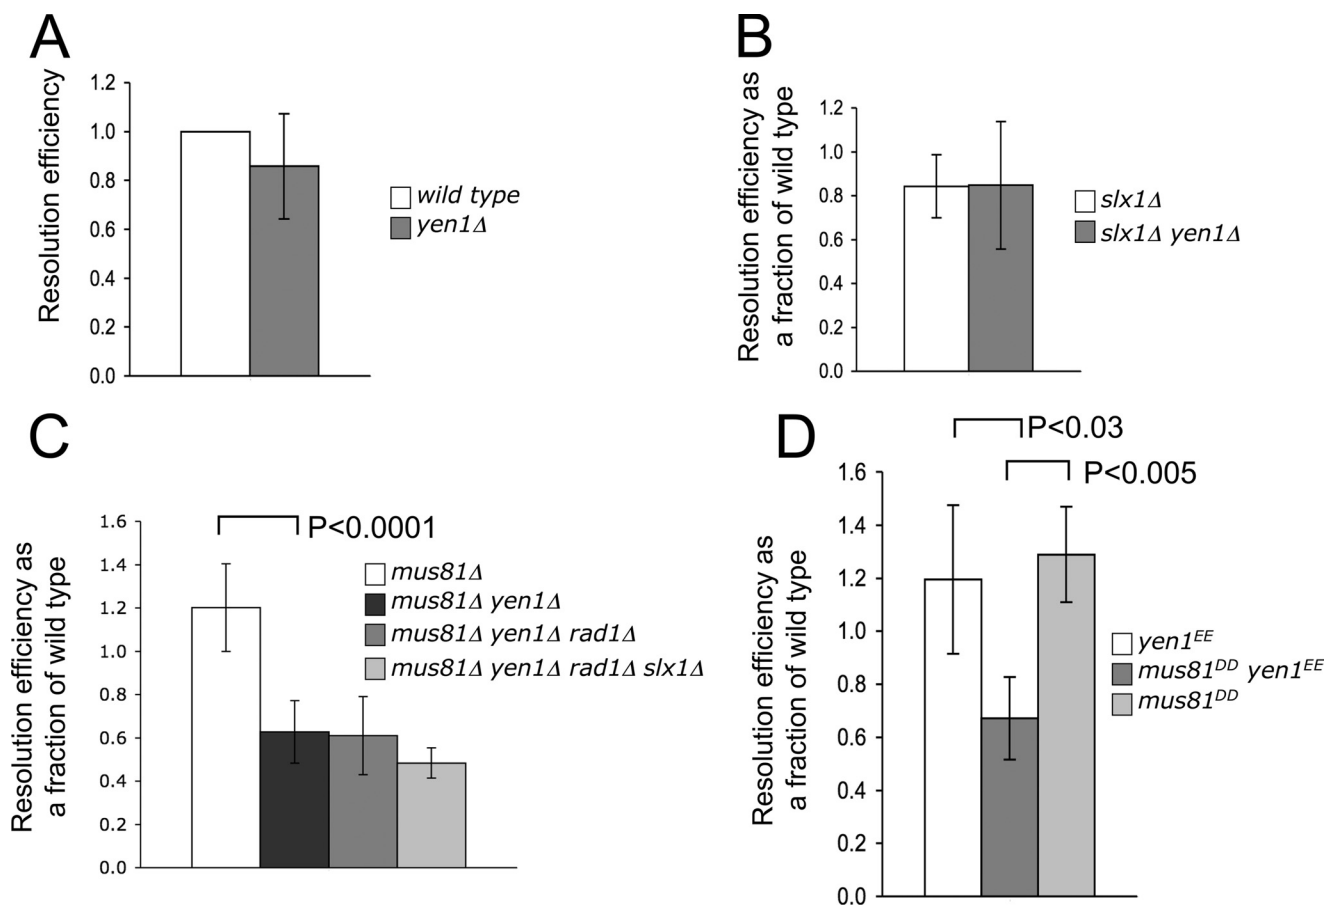 A
Resolution efficiency
1.2
1.0
0.8
0.6
0.4
0.2
0.0
wild type
yen1Δ
B
Resolution efficiency as
a fraction of wild type
1.2
1.0
0.8
0.6
0.4
0.2
0.0
slx1Δ
slx1Δ yen1Δ
C
Resolution efficiency as
a fraction of wild type
1.6
1.4
1.2
1.0
0.8
0.6
0.4
0.2
0.0
P<0.0001
mus81Δ
mus81Δ yen1Δ
mus81Δ yen1Δ rad1Δ
mus81Δ yen1Δ rad1Δ slx1Δ
D
P<0.03
P<0.005
Resolution efficiency as
a fraction of wild type
1.6
1.4
1.2
1.0
0.8
0.6
0.4
0.2
0.0
yen1EE
mus81DD yen1EE
mus81DD